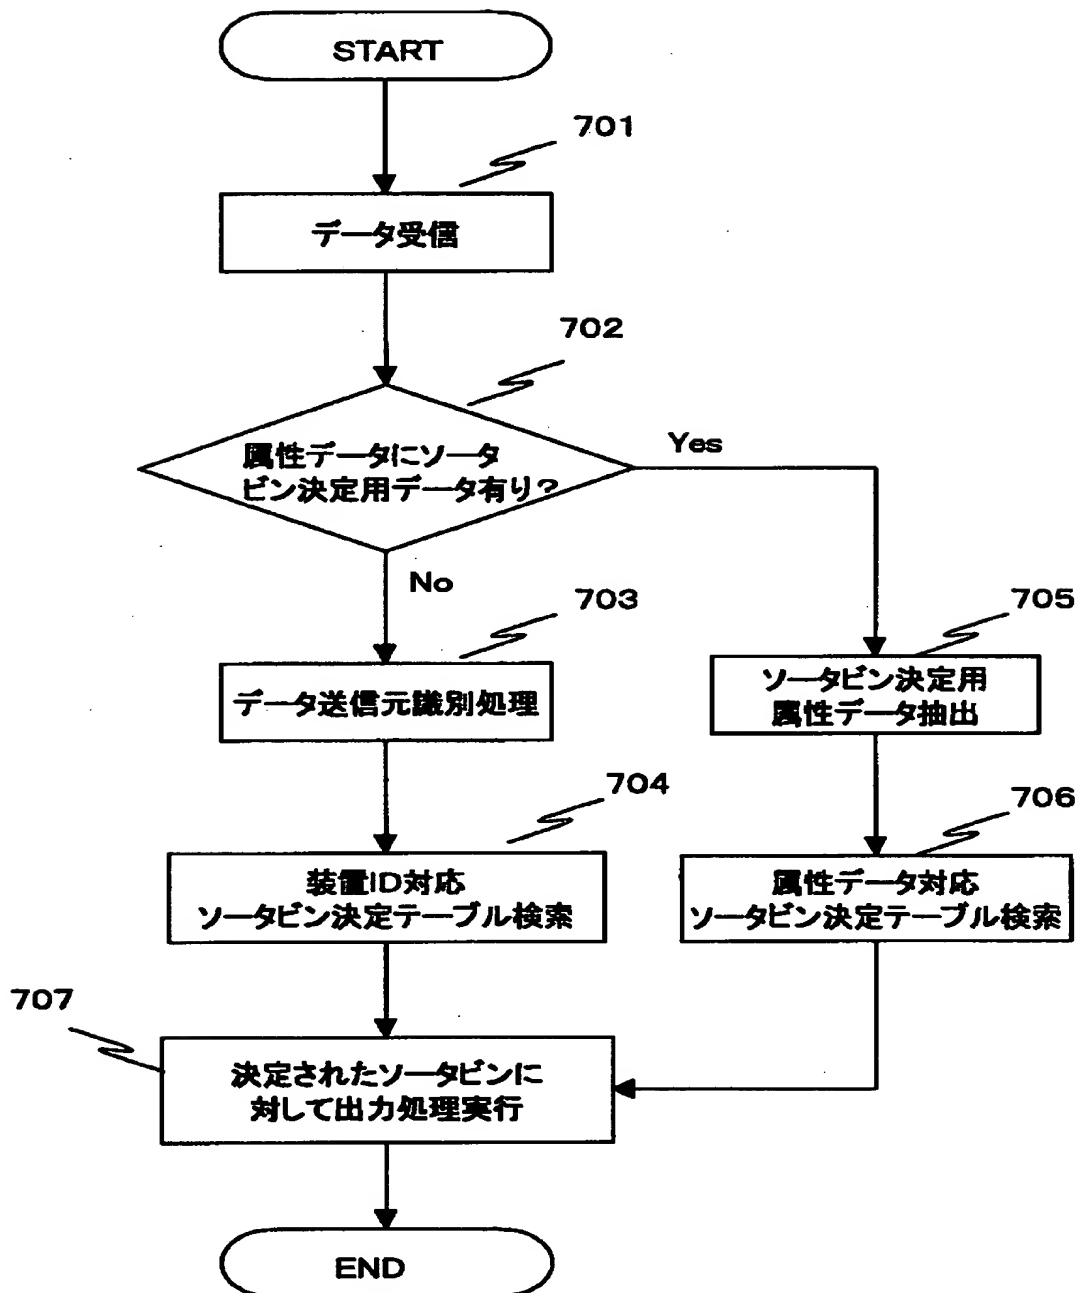 START
701
データ受信
702
属性データにソータ
ビン決定用データ有り?
Yes
No
703
データ送信元識別処理
705
ソータビン決定用
属性データ抽出
704
装置ID対応
ソータビン決定テーブル検索
706
属性データ対応
ソータビン決定テーブル検索
707
決定されたソータビンに
対して出力処理実行
END